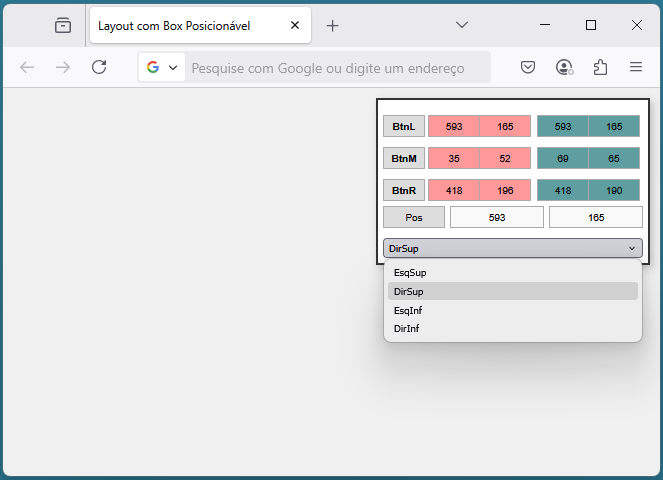 Layout com Box Posicionável
Pesquise com Google ou digite um endereço
BtnL 593 165 593 165
BtnM 35 52 69 65
BtnR 418 196 418 190
Pos 593 165
DirSup
EsqSup
DirSup
EsqInf
DirInf